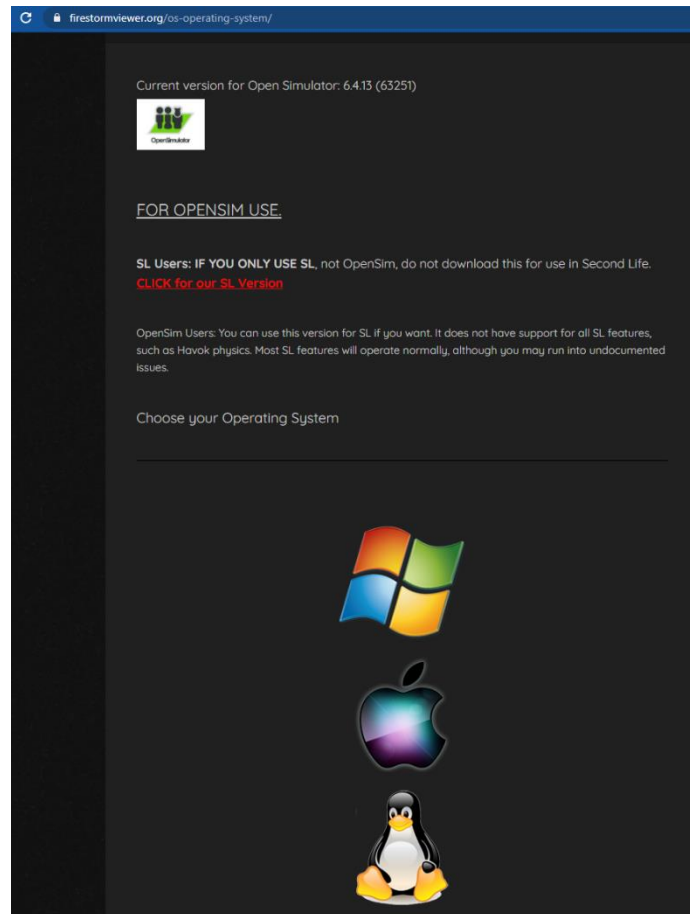 firestormviewer.org/os-operating-system/
Current version for Open Simulator: 6.4.13 (63251)
OpenSimulator
FOR OPENSIM USE.
SL Users: IF YOU ONLY USE SL, not OpenSim, do not download this for use in Second Life.
CLICK for our SL Version
OpenSim Users: You can use this version for SL if you want. It does not have support for all SL features,
such as Havok physics. Most SL features will operate normally, although you may run into undocumented
issues.
Choose your Operating System